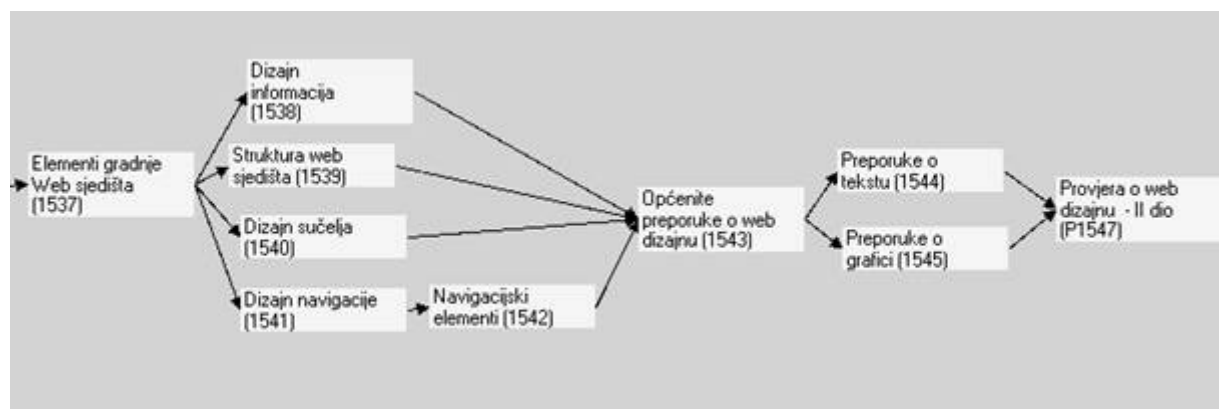 Elementi gradnje
Web sjedišta
(1537)
Dizajn
informacija
(1538)
Struktura web
sjedišta (1539)
Dizajn sučelja
(1540)
Dizajn navigacije
(1541)
Navigacijski
elementi (1542)
Općenite
preporuke o web
dizajnu (1543)
Preporuke o
tekstu (1544)
Preporuke o
grafici (1545)
Provjera o web
dizajnu - II dio
(P1547)